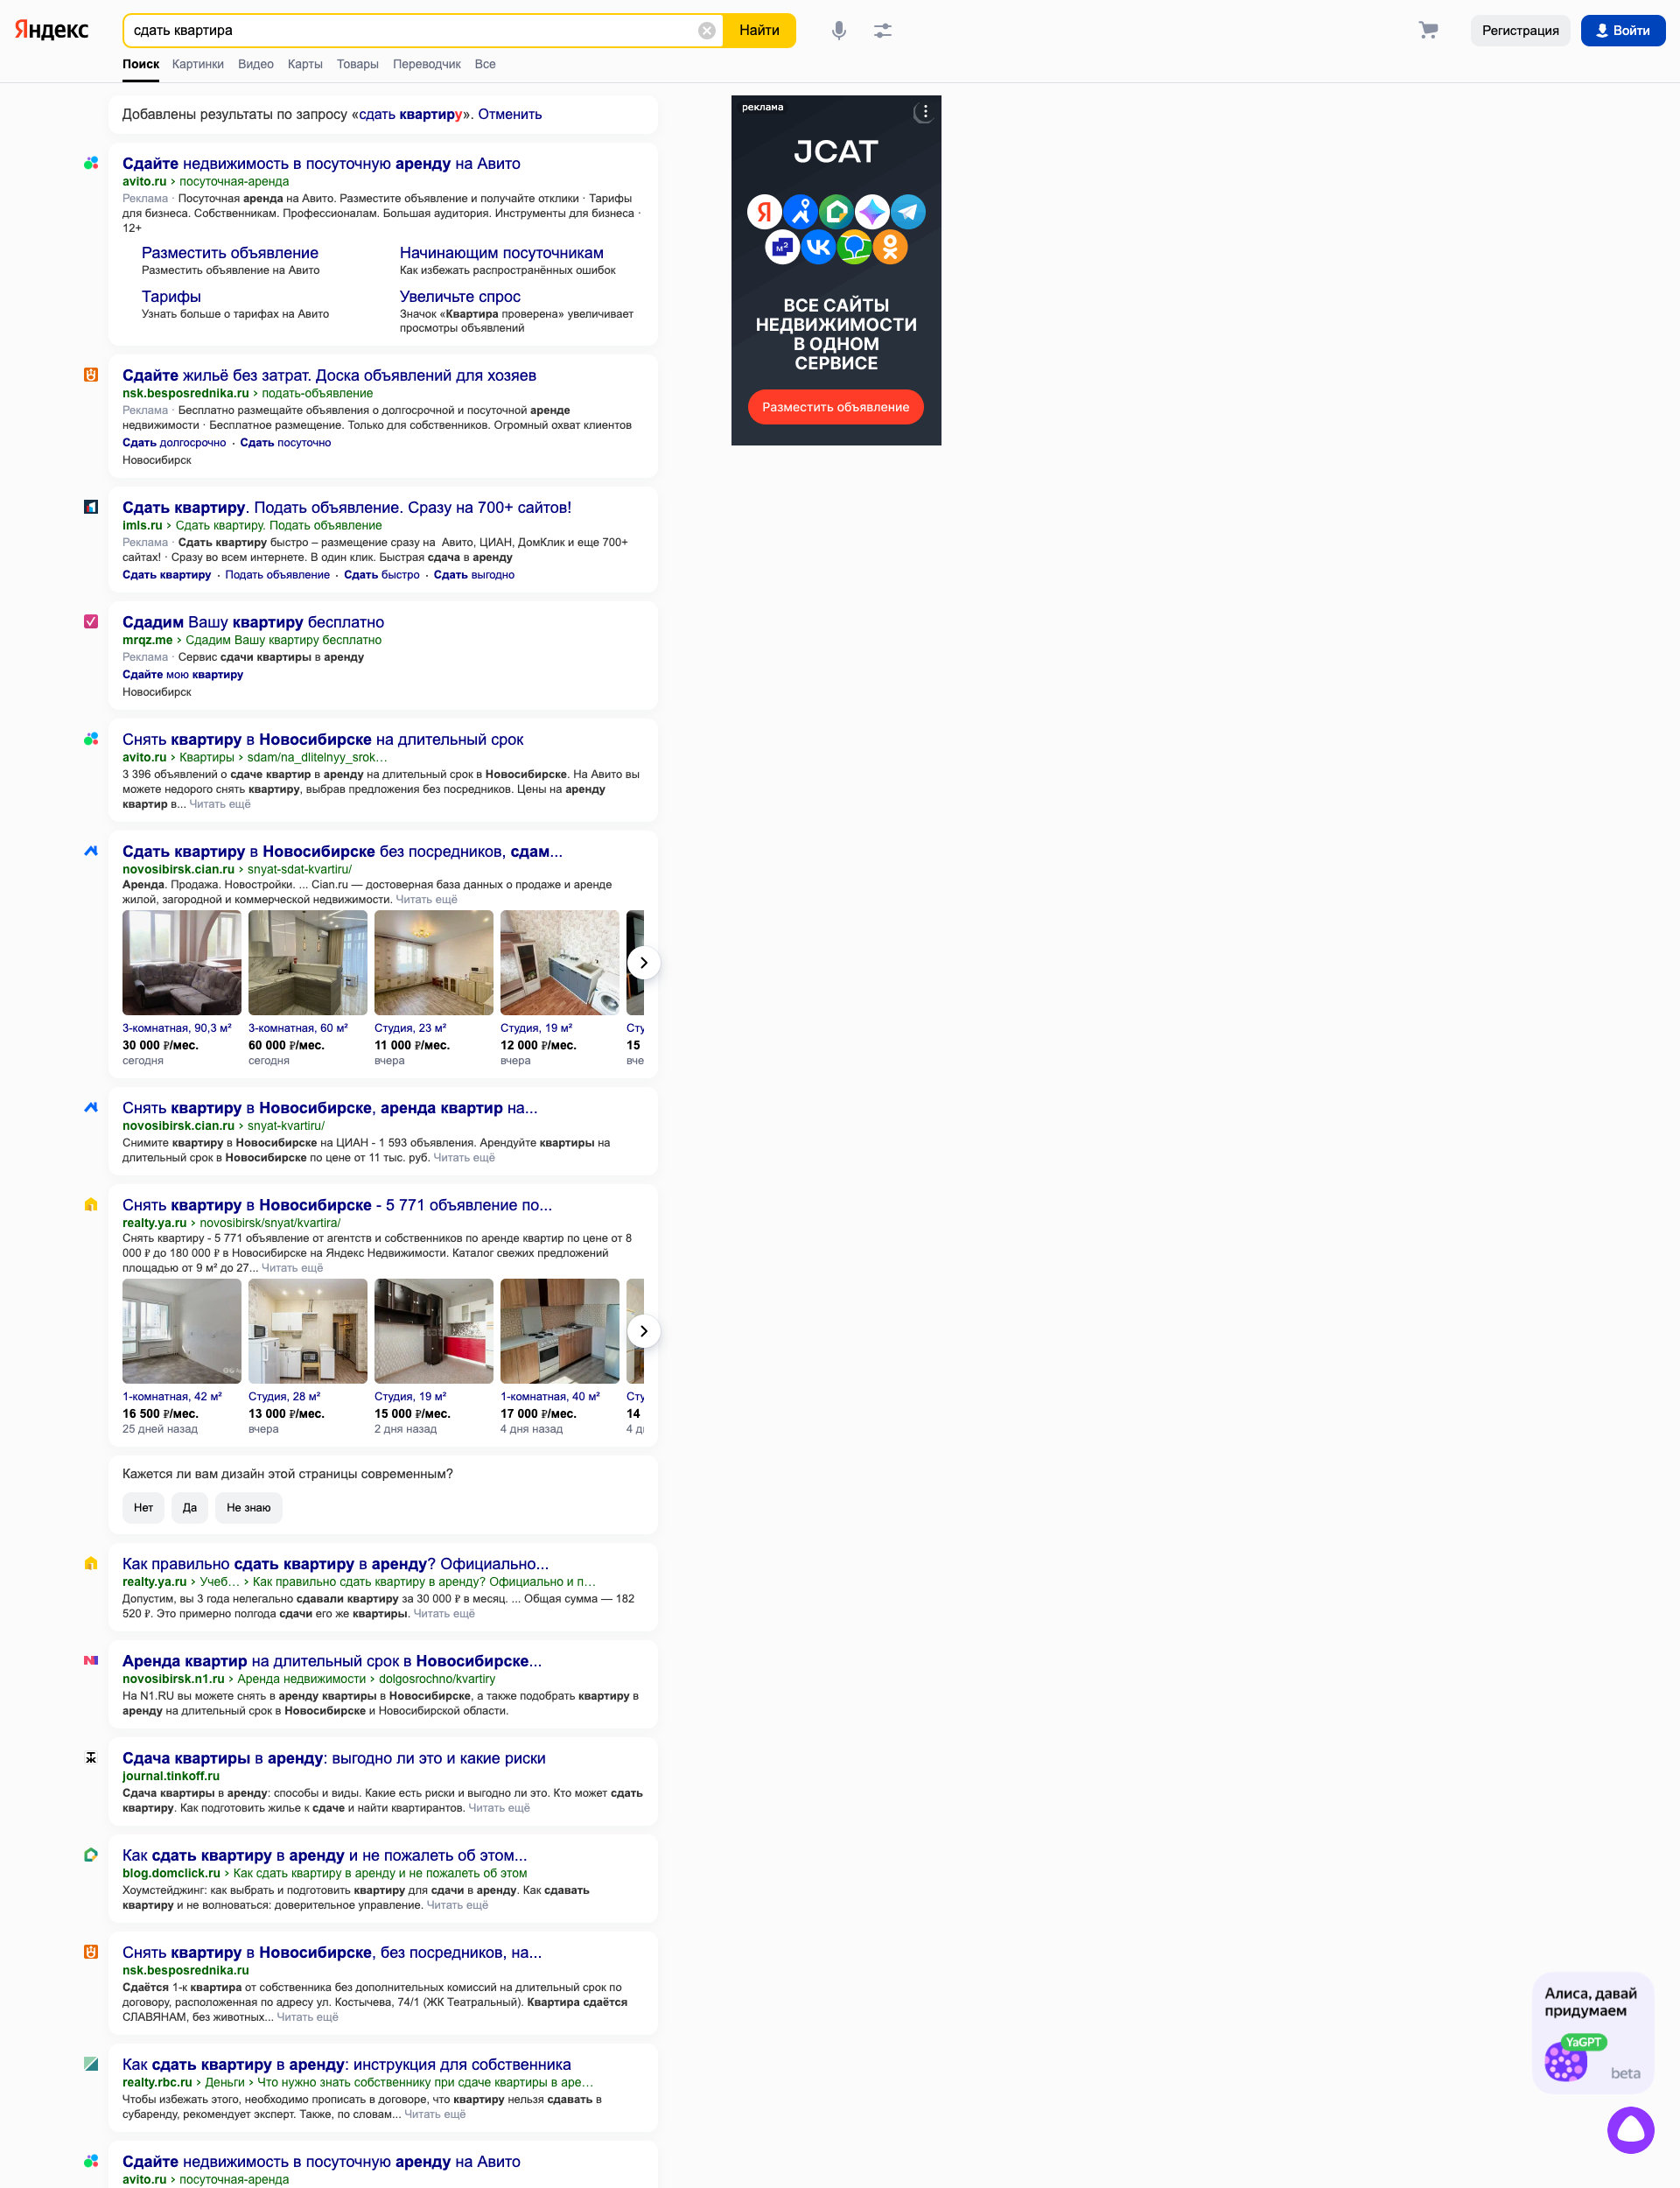 Яндекс
сдать квартира
Найти
Регистрация
Войти
Поиск Картинки Видео Карты Товары Переводчик Все
Добавлены результаты по запросу «сдать квартиру». Отменить
Сдайте недвижимость в посуточную аренду на Авито
avito.ru › посуточная-аренда
Реклама · Посуточная аренда на Авито. Разместите объявление и получайте отклики · Тарифы
для бизнеса. Собственникам. Профессионалам. Большая аудитория. Инструменты для бизнеса ·
12+
Разместить объявление
Разместить объявление на Авито
Начинающим посуточникам
Как избежать распространённых ошибок
Тарифы
Узнать больше о тарифах на Авито
Увеличьте спрос
Значок «Квартира проверена» увеличивает
просмотры объявлений
Сдайте жильё без затрат. Доска объявлений для хозяев
nsk.besposrednika.ru › подать-объявление
Реклама · Бесплатно размещайте объявления о долгосрочной и посуточной аренде
недвижимости · Бесплатное размещение. Только для собственников. Огромный охват клиентов
Сдать долгосрочно · Сдать посуточно
Новосибирск
Сдать квартиру. Подать объявление. Сразу на 700+ сайтов!
imls.ru › Сдать квартиру. Подать объявление
Реклама · Сдать квартиру быстро – размещение сразу на Авито, ЦИАН, ДомКлик и еще 700+
сайтах! · Сразу во всем интернете. В один клик. Быстрая сдача в аренду
Сдать квартиру · Подать объявление · Сдать быстро · Сдать выгодно
Сдадим Вашу квартиру бесплатно
mrqz.me › Сдадим Вашу квартиру бесплатно
Реклама · Сервис сдачи квартиры в аренду
Сдайте мою квартиру
Новосибирск
Снять квартиру в Новосибирске на длительный срок
avito.ru › Квартиры › sdam/na_dlitelnyy_srok…
3 396 объявлений о сдаче квартир в аренду на длительный срок в Новосибирске. На Авито вы
можете недорого снять квартиру, выбрав предложения без посредников. Цены на аренду
квартир в... Читать ещё
Сдать квартиру в Новосибирске без посредников, сдам...
novosibirsk.cian.ru › snyat-sdat-kvartiru/
Аренда. Продажа. Новостройки. ... Cian.ru — достоверная база данных о продаже и аренде
жилой, загородной и коммерческой недвижимости. Читать ещё
3-комнатная, 90,3 м² 3-комнатная, 60 м² Студия, 23 м² Студия, 19 м² Сту
30 000 ₽/мес. 60 000 ₽/мес. 11 000 ₽/мес. 12 000 ₽/мес. 15
сегодня сегодня вчера вчера вче
Снять квартиру в Новосибирске, аренда квартир на...
novosibirsk.cian.ru › snyat-kvartiru/
Снимите квартиру в Новосибирске на ЦИАН - 1 593 объявления. Арендуйте квартиры на
длительный срок в Новосибирске по цене от 11 тыс. руб. Читать ещё
Снять квартиру в Новосибирске - 5 771 объявление по...
realty.ya.ru › novosibirsk/snyat/kvartira/
Снять квартиру - 5 771 объявление от агентств и собственников по аренде квартир по цене от 8
000 ₽ до 180 000 ₽ в Новосибирске на Яндекс Недвижимости. Каталог свежих предложений
площадью от 9 м² до 27... Читать ещё
1-комнатная, 42 м² Студия, 28 м² Студия, 19 м² 1-комнатная, 40 м² Сту
16 500 ₽/мес. 13 000 ₽/мес. 15 000 ₽/мес. 17 000 ₽/мес. 14
25 дней назад вчера 2 дня назад 4 дня назад 4 д
Кажется ли вам дизайн этой страницы современным?
Нет Да Не знаю
Как правильно сдать квартиру в аренду? Официально...
realty.ya.ru › Учеб… › Как правильно сдать квартиру в аренду? Официально и п…
Допустим, вы 3 года нелегально сдавали квартиру за 30 000 ₽ в месяц. ... Общая сумма — 182
520 ₽. Это примерно полгода сдачи его же квартиры. Читать ещё
Аренда квартир на длительный срок в Новосибирске...
novosibirsk.n1.ru › Аренда недвижимости › dolgosrochno/kvartiry
На N1.RU вы можете снять в аренду квартиры в Новосибирске, а также подобрать квартиру в
аренду на длительный срок в Новосибирске и Новосибирской области.
Сдача квартиры в аренду: выгодно ли это и какие риски
journal.tinkoff.ru
Сдача квартиры в аренду: способы и виды. Какие есть риски и выгодно ли это. Кто может сдать
квартиру. Как подготовить жилье к сдаче и найти квартирантов. Читать ещё
Как сдать квартиру в аренду и не пожалеть об этом...
blog.domclick.ru › Как сдать квартиру в аренду и не пожалеть об этом
Хоумстейджинг: как выбрать и подготовить квартиру для сдачи в аренду. Как сдавать
квартиру и не волноваться: доверительное управление. Читать ещё
Снять квартиру в Новосибирске, без посредников, на...
nsk.besposrednika.ru
Сдаётся 1-к квартира от собственника без дополнительных комиссий на длительный срок по
договору, расположенная по адресу ул. Костычева, 74/1 (ЖК Театральный). Квартира сдаётся
СЛАВЯНАМ, без животных... Читать ещё
Как сдать квартиру в аренду: инструкция для собственника
realty.rbc.ru › Деньги › Что нужно знать собственнику при сдаче квартиры в аре…
Чтобы избежать этого, необходимо прописать в договоре, что квартиру нельзя сдавать в
субаренду, рекомендует эксперт. Также, по словам... Читать ещё
Сдайте недвижимость в посуточную аренду на Авито
avito.ru › посуточная-аренда
реклама
JCAT
Я
М²
ВСЕ САЙТЫ
НЕДВИЖИМОСТИ
В ОДНОМ
СЕРВИСЕ
Разместить объявление
Алиса, давай
придумаем
YaGPT
beta